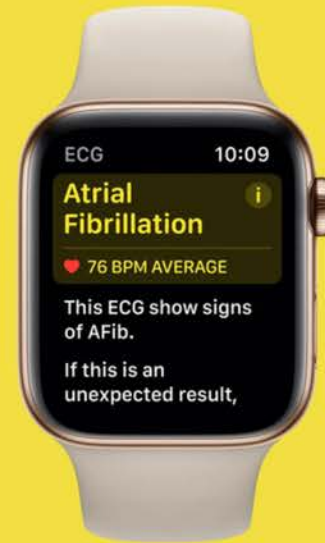 ECG 10:09
Atrial
Fibrillation
i
76 BPM AVERAGE
This ECG show signs
of AFib.
If this is an
unexpected result,